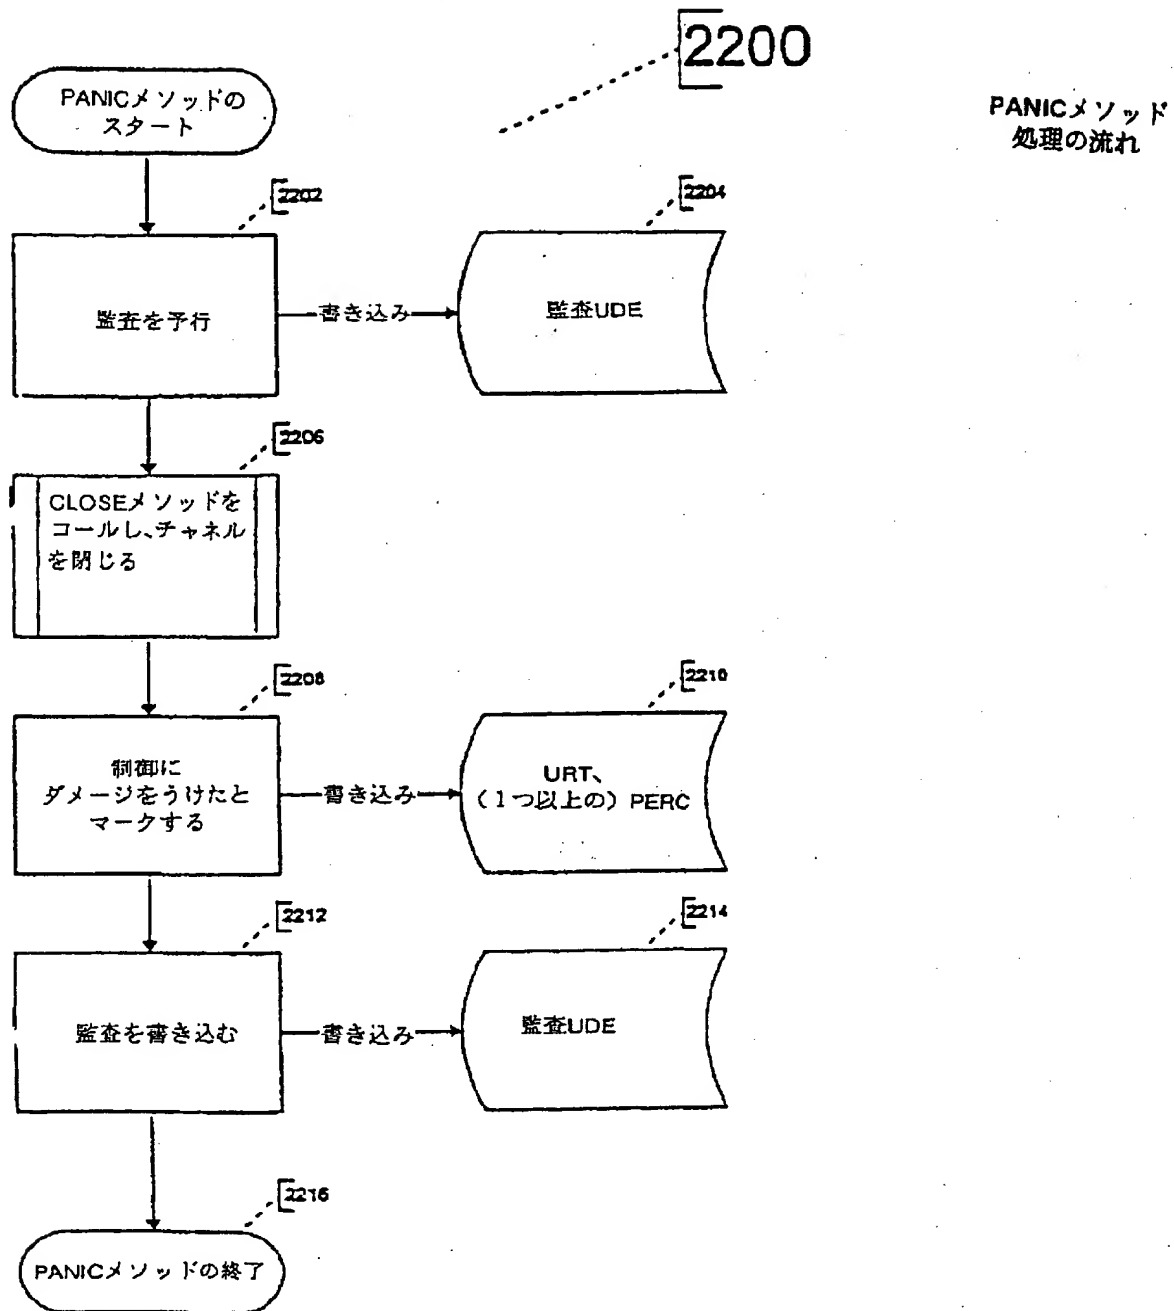 2200
PANICメソッド
処理の流れ
PANICメソッドの
スタート
2202
2204
監査を予行
書き込み
監査UDE
2206
CLOSEメソッドを
コールし、チャネル
を閉じる
2208
2210
制御に
ダメージをうけたと
マークする
書き込み
URT、
(1つ以上の) PERC
2212
2214
監査を書き込む
書き込み
監査UDE
2216
PANICメソッドの終了